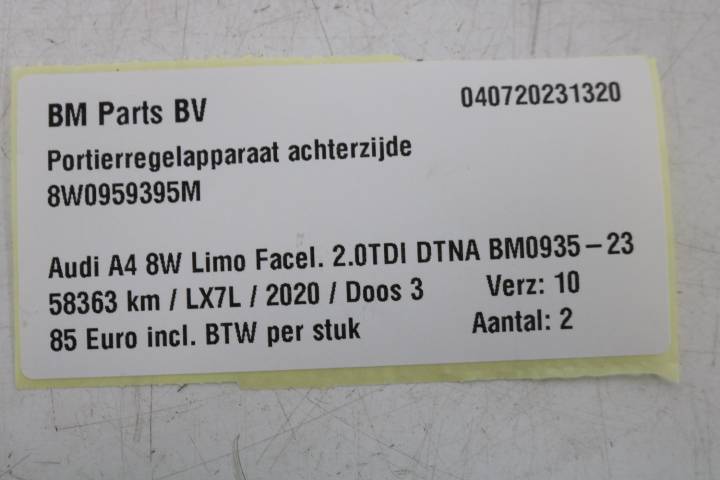 BM Parts BV 040720231320
Portierregelapparaat achterzijde
8W0959395M
Audi A4 8W Limo Facel. 2.0TDI DTNA BM0935-23
58363 km / LX7L / 2020 / Doos 3 Verz: 10
85 Euro incl. BTW per stuk Aantal: 2